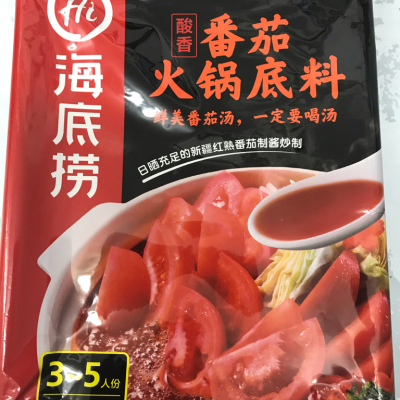 Hi
海底捞
酸香
番茄
火锅底料
鲜美番茄汤，一定要喝汤
日晒充足的新疆红熟番茄制酱炒制
3-5人份